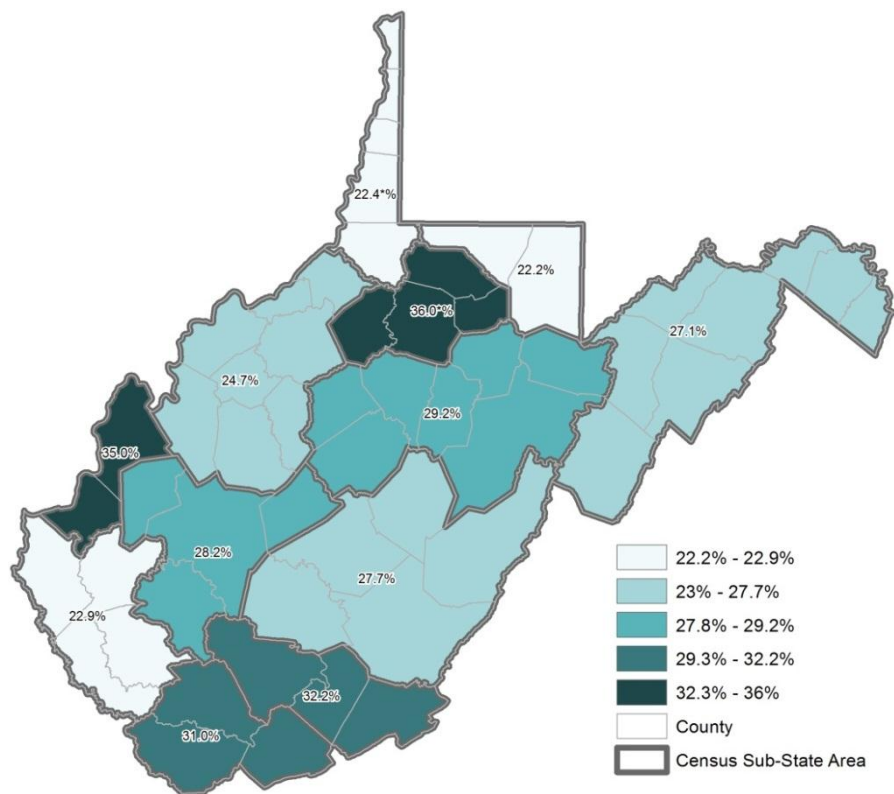 22.4*%
22.2%
36.0*%
27.1%
24.7%
29.2%
35.0%
28.2%
27.7%
22.9%
32.2%
31.0%
22.2% - 22.9%
23% - 27.7%
27.8% - 29.2%
29.3% - 32.2%
32.3% - 36%
County
Census Sub-State Area